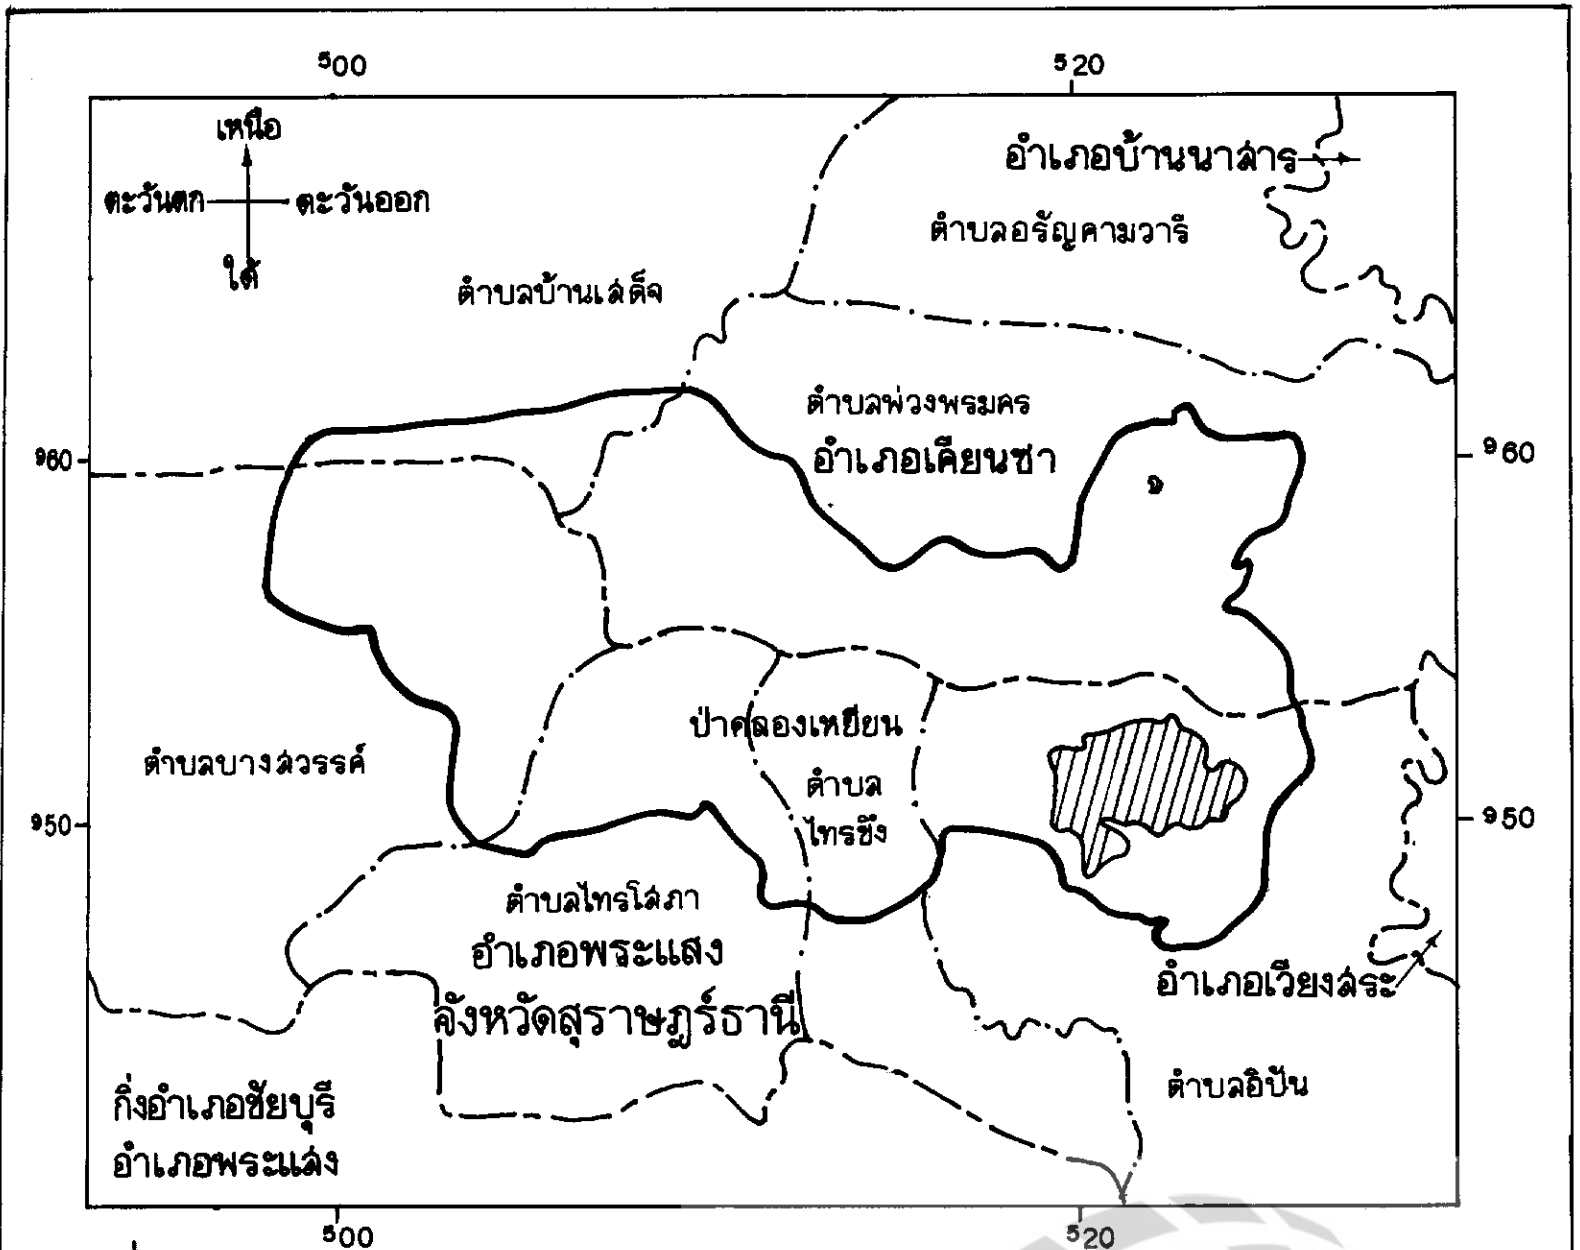 500
520
เหนือ
ตะวันตก
ตะวันออก
ใต้
อำเภอบ้านนาสาร
ตำบลอรัญคามวารี
ตำบลบ้านเสด็จ
ตำบลพ่วงพรมคร
อำเภอเคียนซา
960
960
ป่าคลองเหยียน
ตำบลบางสวรรค์
ตำบล
ไทรขึง
950
950
ตำบลไทรโสภา
อำเภอพระแสง
อำเภอเวียงสระ
จังหวัดสุราษฎร์ธานี
ตำบลอิปัน
กิ่งอำเภอชัยบุรี
อำเภอพระแสง
500
520